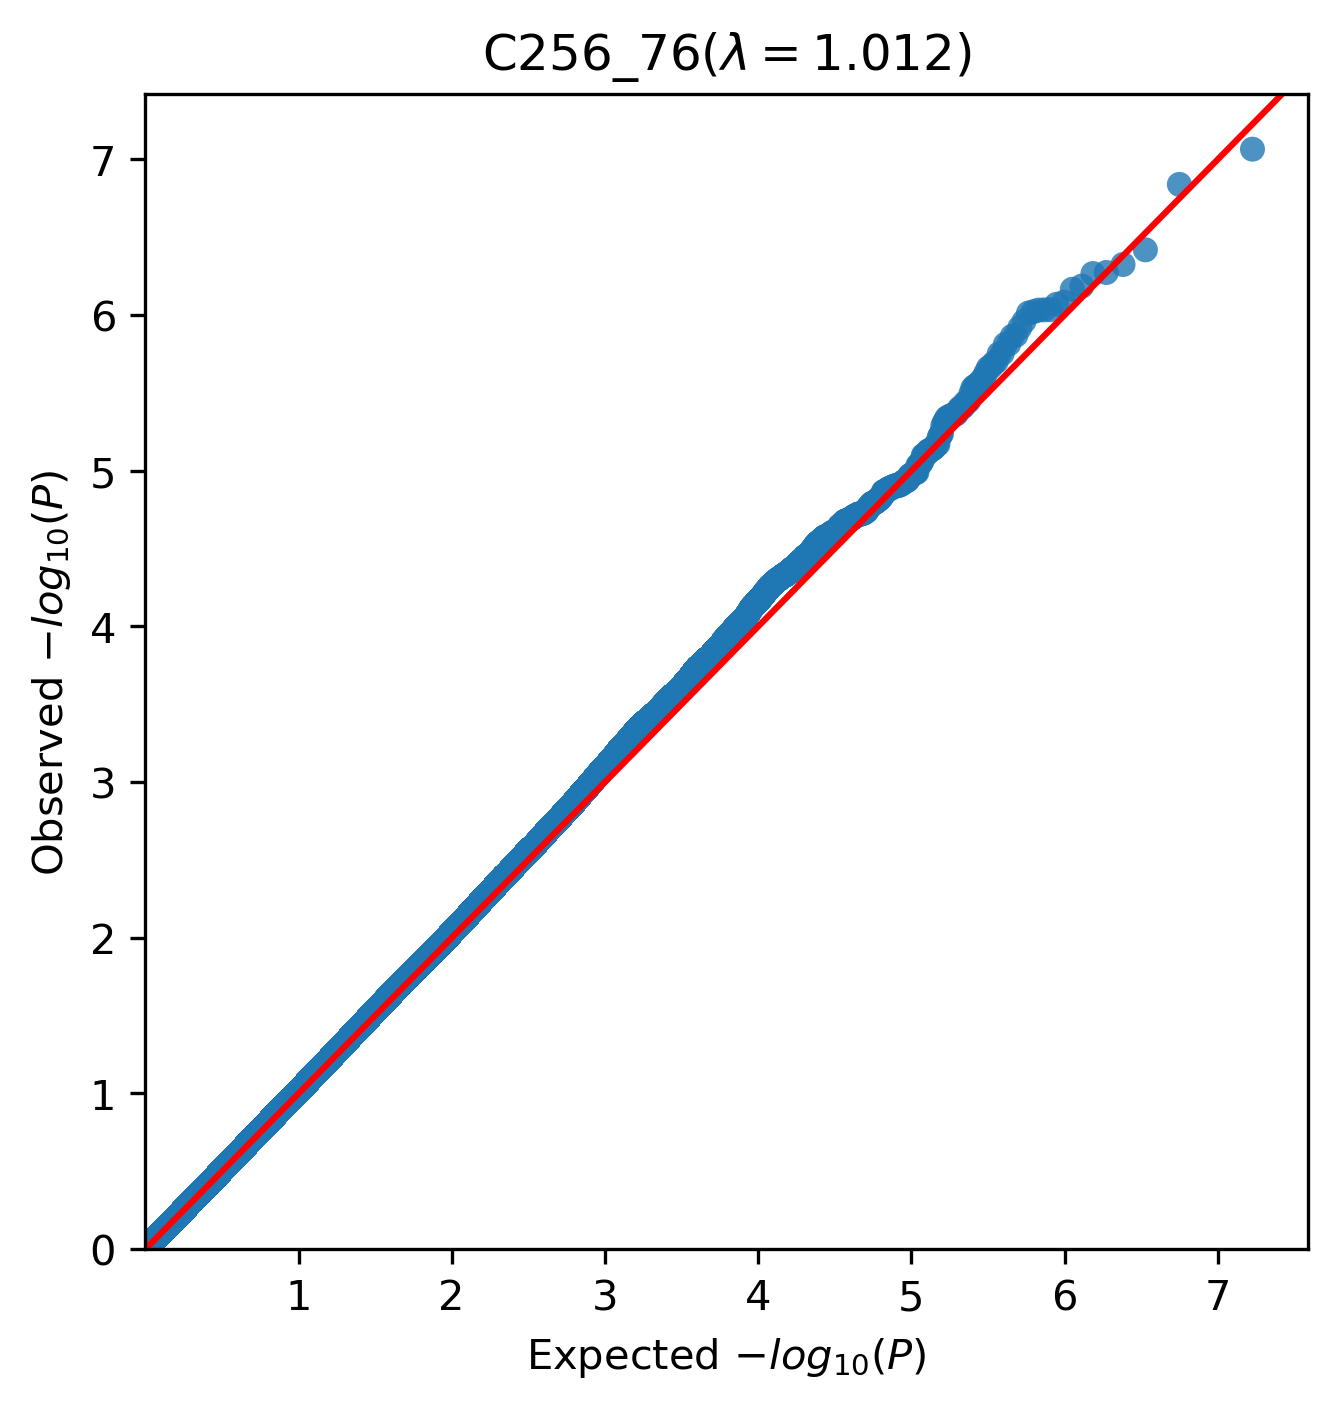 C256_76(λ = 1.012)
Observed −log₁₀(P)
7
6
5
4
3
2
1
0
1 2 3 4 5 6 7
Expected −log₁₀(P)